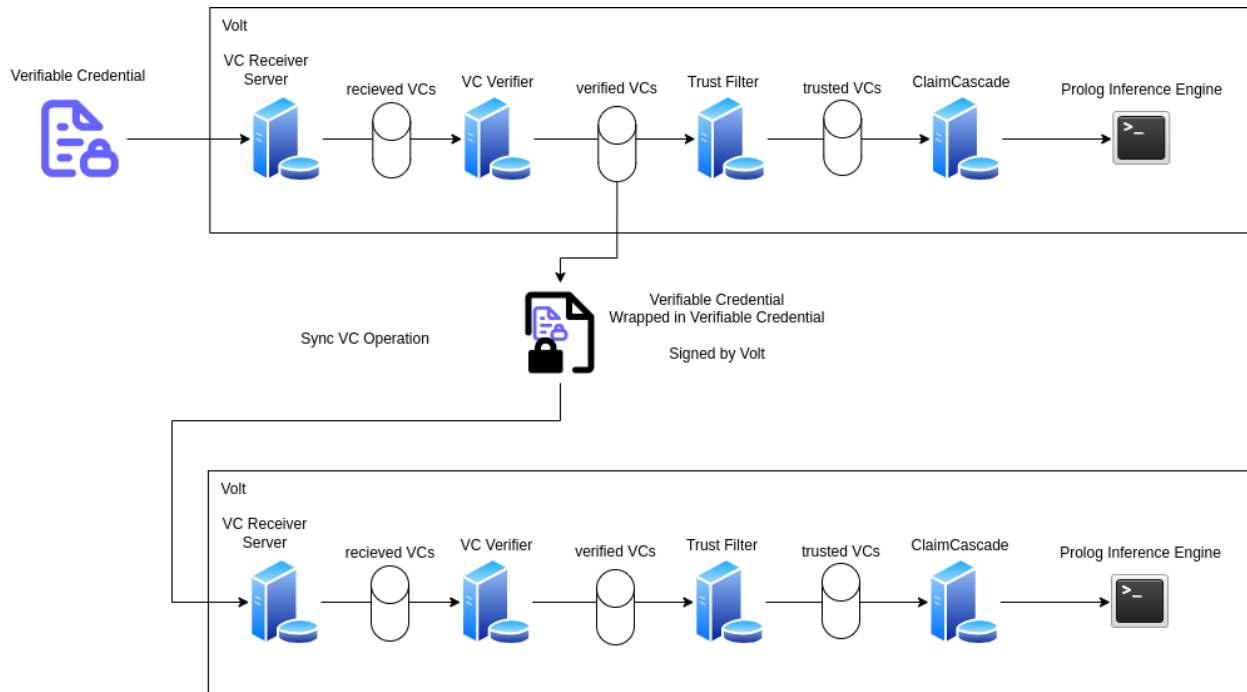 Volt
Verifiable Credential
VC Receiver
Server
recieved VCs
VC Verifier
verified VCs
Trust Filter
trusted VCs
ClaimCascade
Prolog Inference Engine
>_
Sync VC Operation
Verifiable Credential
Wrapped in Verifiable Credential
Signed by Volt
Volt
VC Receiver
Server
recieved VCs
VC Verifier
verified VCs
Trust Filter
trusted VCs
ClaimCascade
Prolog Inference Engine
>_